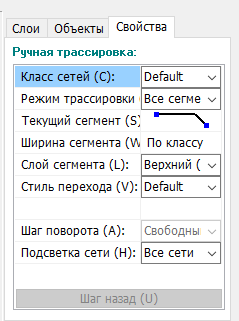 Слои Объекты Свойства
Ручная трассировка:
Класс сетей (C): Default
Режим трассировки ( Все сегме
Текущий сегмент (S)
Ширина сегмента (W По классу
Слой сегмента (L): Верхний (
Стиль перехода (V): Default
Шаг поворота (A): Свободны
Подсветка сети (H): Все сети
Шаг назад (U)